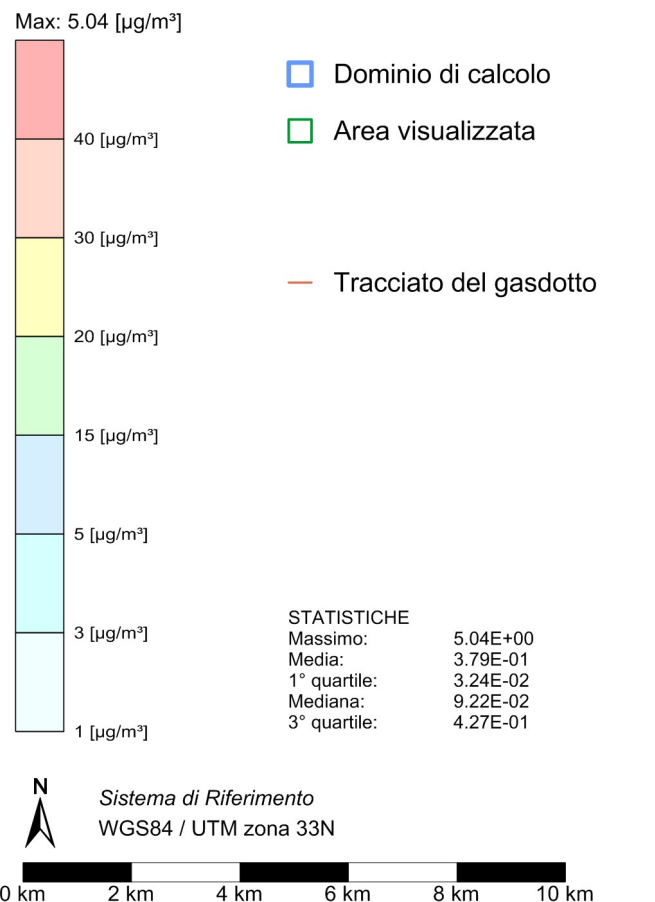 Max: 5.04 [µg/m³]
40 [µg/m³]
30 [µg/m³]
20 [µg/m³]
15 [µg/m³]
5 [µg/m³]
3 [µg/m³]
1 [µg/m³]
Dominio di calcolo
Area visualizzata
Tracciato del gasdotto
STATISTICHE
Massimo: 5.04E+00
Media: 3.79E-01
1° quartile: 3.24E-02
Mediana: 9.22E-02
3° quartile: 4.27E-01
N
Sistema di Riferimento
WGS84 / UTM zona 33N
0 km 2 km 4 km 6 km 8 km 10 km